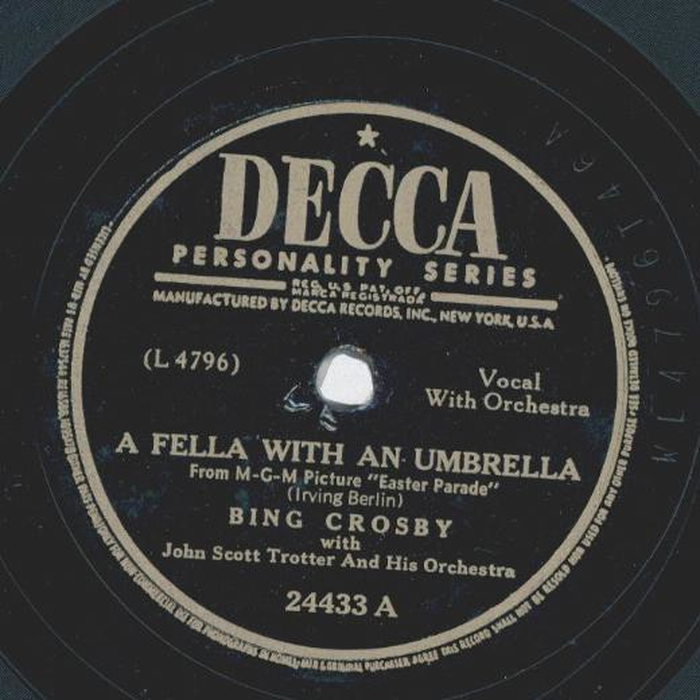 DECCA
PERSONALITY SERIES
REG. U.S. PAT. OFF.
MARCA REGISTRADA
MANUFACTURED BY DECCA RECORDS, INC., NEW YORK, U.S.A
(L 4796)
Vocal
With Orchestra
A FELLA WITH AN UMBRELLA
From M-G-M Picture "Easter Parade"
(Irving Berlin)
BING CROSBY
with
John Scott Trotter And His Orchestra
24433 A